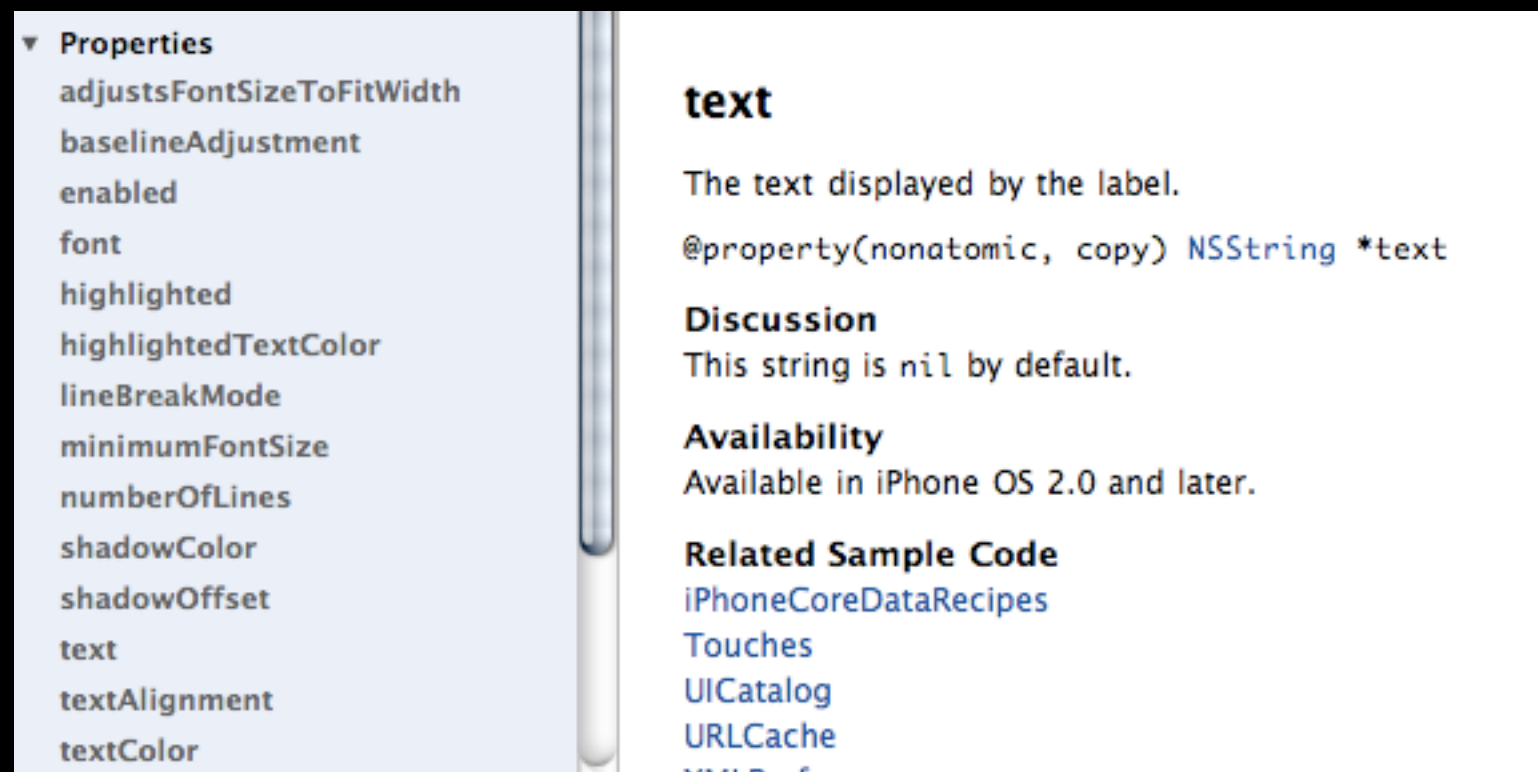 Properties
adjustsFontSizeToFitWidth
baselineAdjustment
enabled
font
highlighted
highlightedTextColor
lineBreakMode
minimumFontSize
numberOfLines
shadowColor
shadowOffset
text
textAlignment
textColor
text
The text displayed by the label.
@property(nonatomic, copy) NSString *text
Discussion
This string is nil by default.
Availability
Available in iPhone OS 2.0 and later.
Related Sample Code
iPhoneCoreDataRecipes
Touches
UICatalog
URLCache